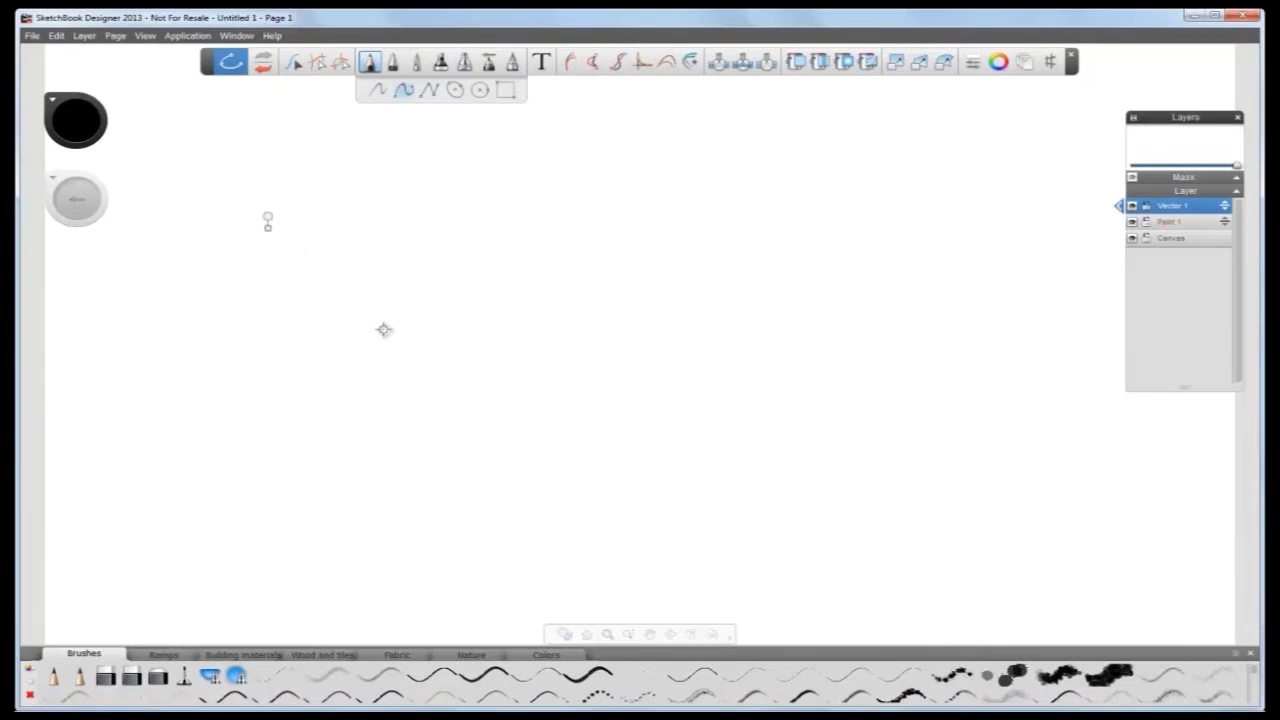 SketchBook Designer 2013 - Not For Resale - Untitled 1 - Page 1
File Edit Layer Page View Application Window Help
T
Layers
Mask
Layer
Vector 1
Paint 1
Canvas
Brushes Ramps Building materials Wood and tiles Fabric Nature Colors